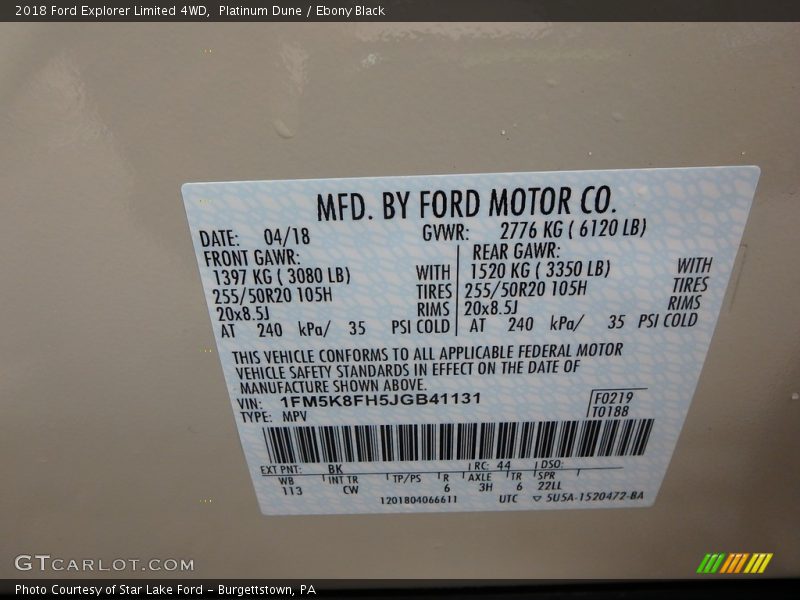 2018 Ford Explorer Limited 4WD, Platinum Dune / Ebony Black
MFD. BY FORD MOTOR CO.
DATE: 04/18 GVWR: 2776 KG ( 6120 LB)
FRONT GAWR: REAR GAWR:
1397 KG ( 3080 LB) WITH 1520 KG ( 3350 LB) WITH
255/50R20 105H TIRES 255/50R20 105H TIRES
20x8.5J RIMS 20x8.5J RIMS
AT 240 kPa/ 35 PSI COLD AT 240 kPa/ 35 PSI COLD
THIS VEHICLE CONFORMS TO ALL APPLICABLE FEDERAL MOTOR
VEHICLE SAFETY STANDARDS IN EFFECT ON THE DATE OF
MANUFACTURE SHOWN ABOVE.
VIN: 1FM5K8FH5JGB41131 F0219
TYPE: MPV T0188
EXT PNT: BK RC: 44 DSO:
WB INT TR TP/PS R AXLE TR SPR
113 CW 6 3H 6 22LL
1201804066611 UTC ▽ 5U5A-1520472-BA
GTCARLOT.COM
Photo Courtesy of Star Lake Ford - Burgettstown, PA